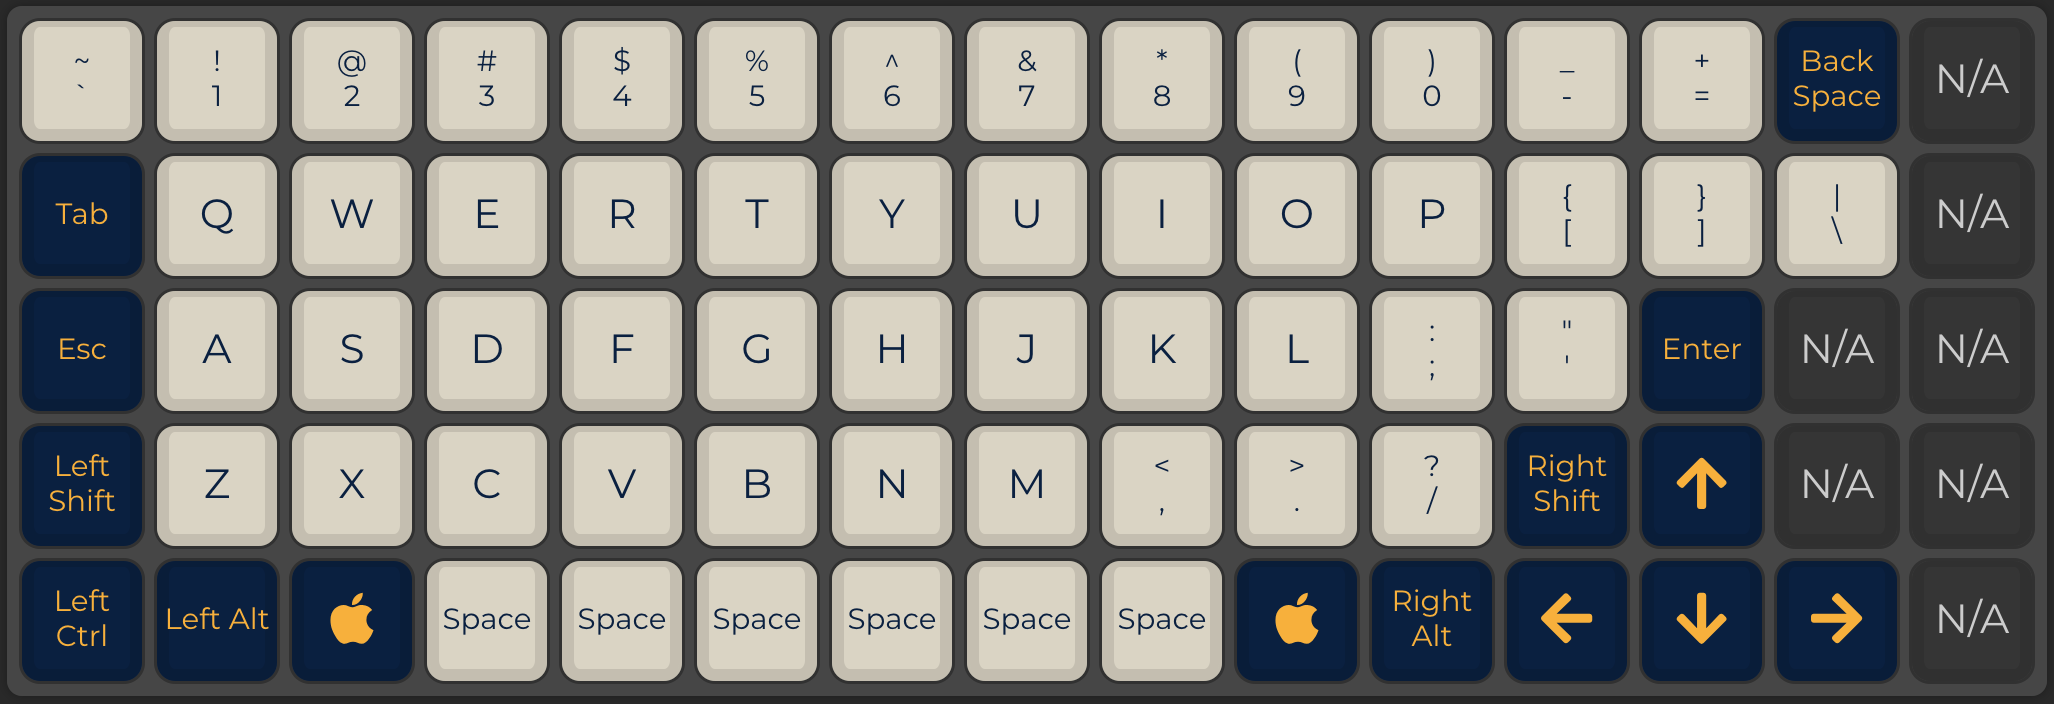 ~ ! @ # $ % ^ & * ( ) _ + Back N/A
` 1 2 3 4 5 6 7 8 9 0 - = Space
Tab Q W E R T Y U I O P { } | N/A
[ ] \
Esc A S D F G H J K L : " Enter N/A N/A
; '
Left Z X C V B N M < > ? Right ↑ N/A N/A
Shift , . / Shift
Left Left Alt Space Space Space Space Space Space Right ← ↓ → N/A
Ctrl Alt